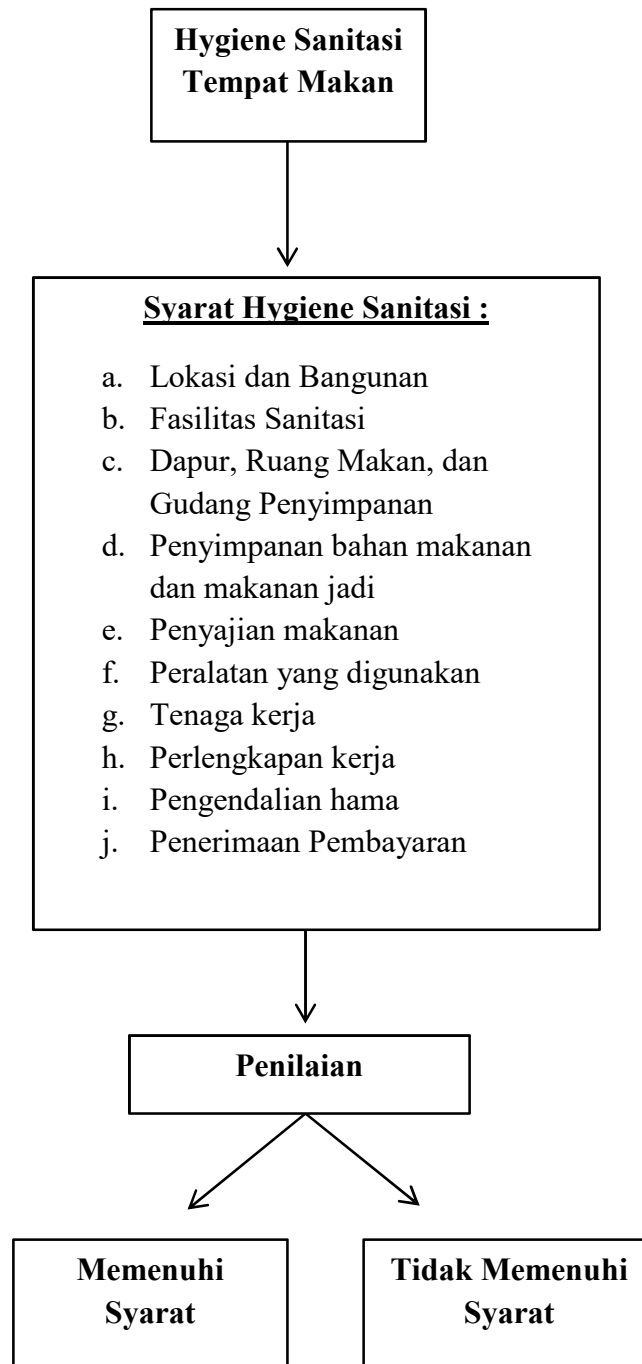 Hygiene Sanitasi
Tempat Makan
Syarat Hygiene Sanitasi :
a. Lokasi dan Bangunan
b. Fasilitas Sanitasi
c. Dapur, Ruang Makan, dan
Gudang Penyimpanan
d. Penyimpanan bahan makanan
dan makanan jadi
e. Penyajian makanan
f. Peralatan yang digunakan
g. Tenaga kerja
h. Perlengkapan kerja
i. Pengendalian hama
j. Penerimaan Pembayaran
Penilaian
Memenuhi
Syarat
Tidak Memenuhi
Syarat